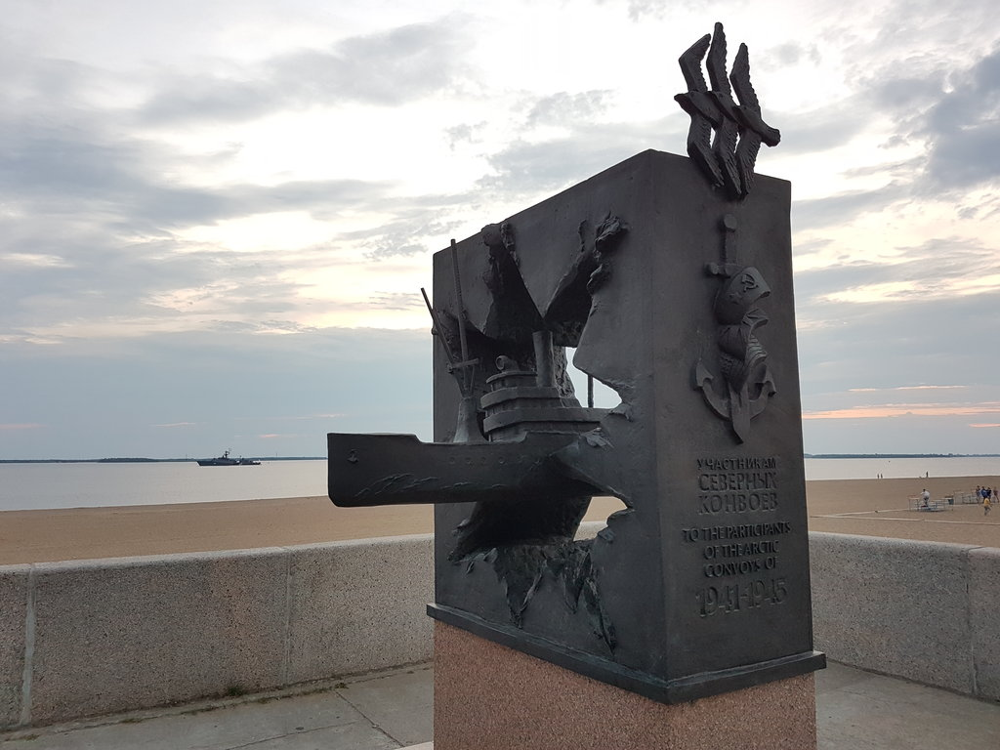 УЧАСТНИКАМ
СЕВЕРНЫХ
КОНВОЕВ
TO THE PARTICIPANTS
OF THE ARCTIC
CONVOYS OF
1941-1945